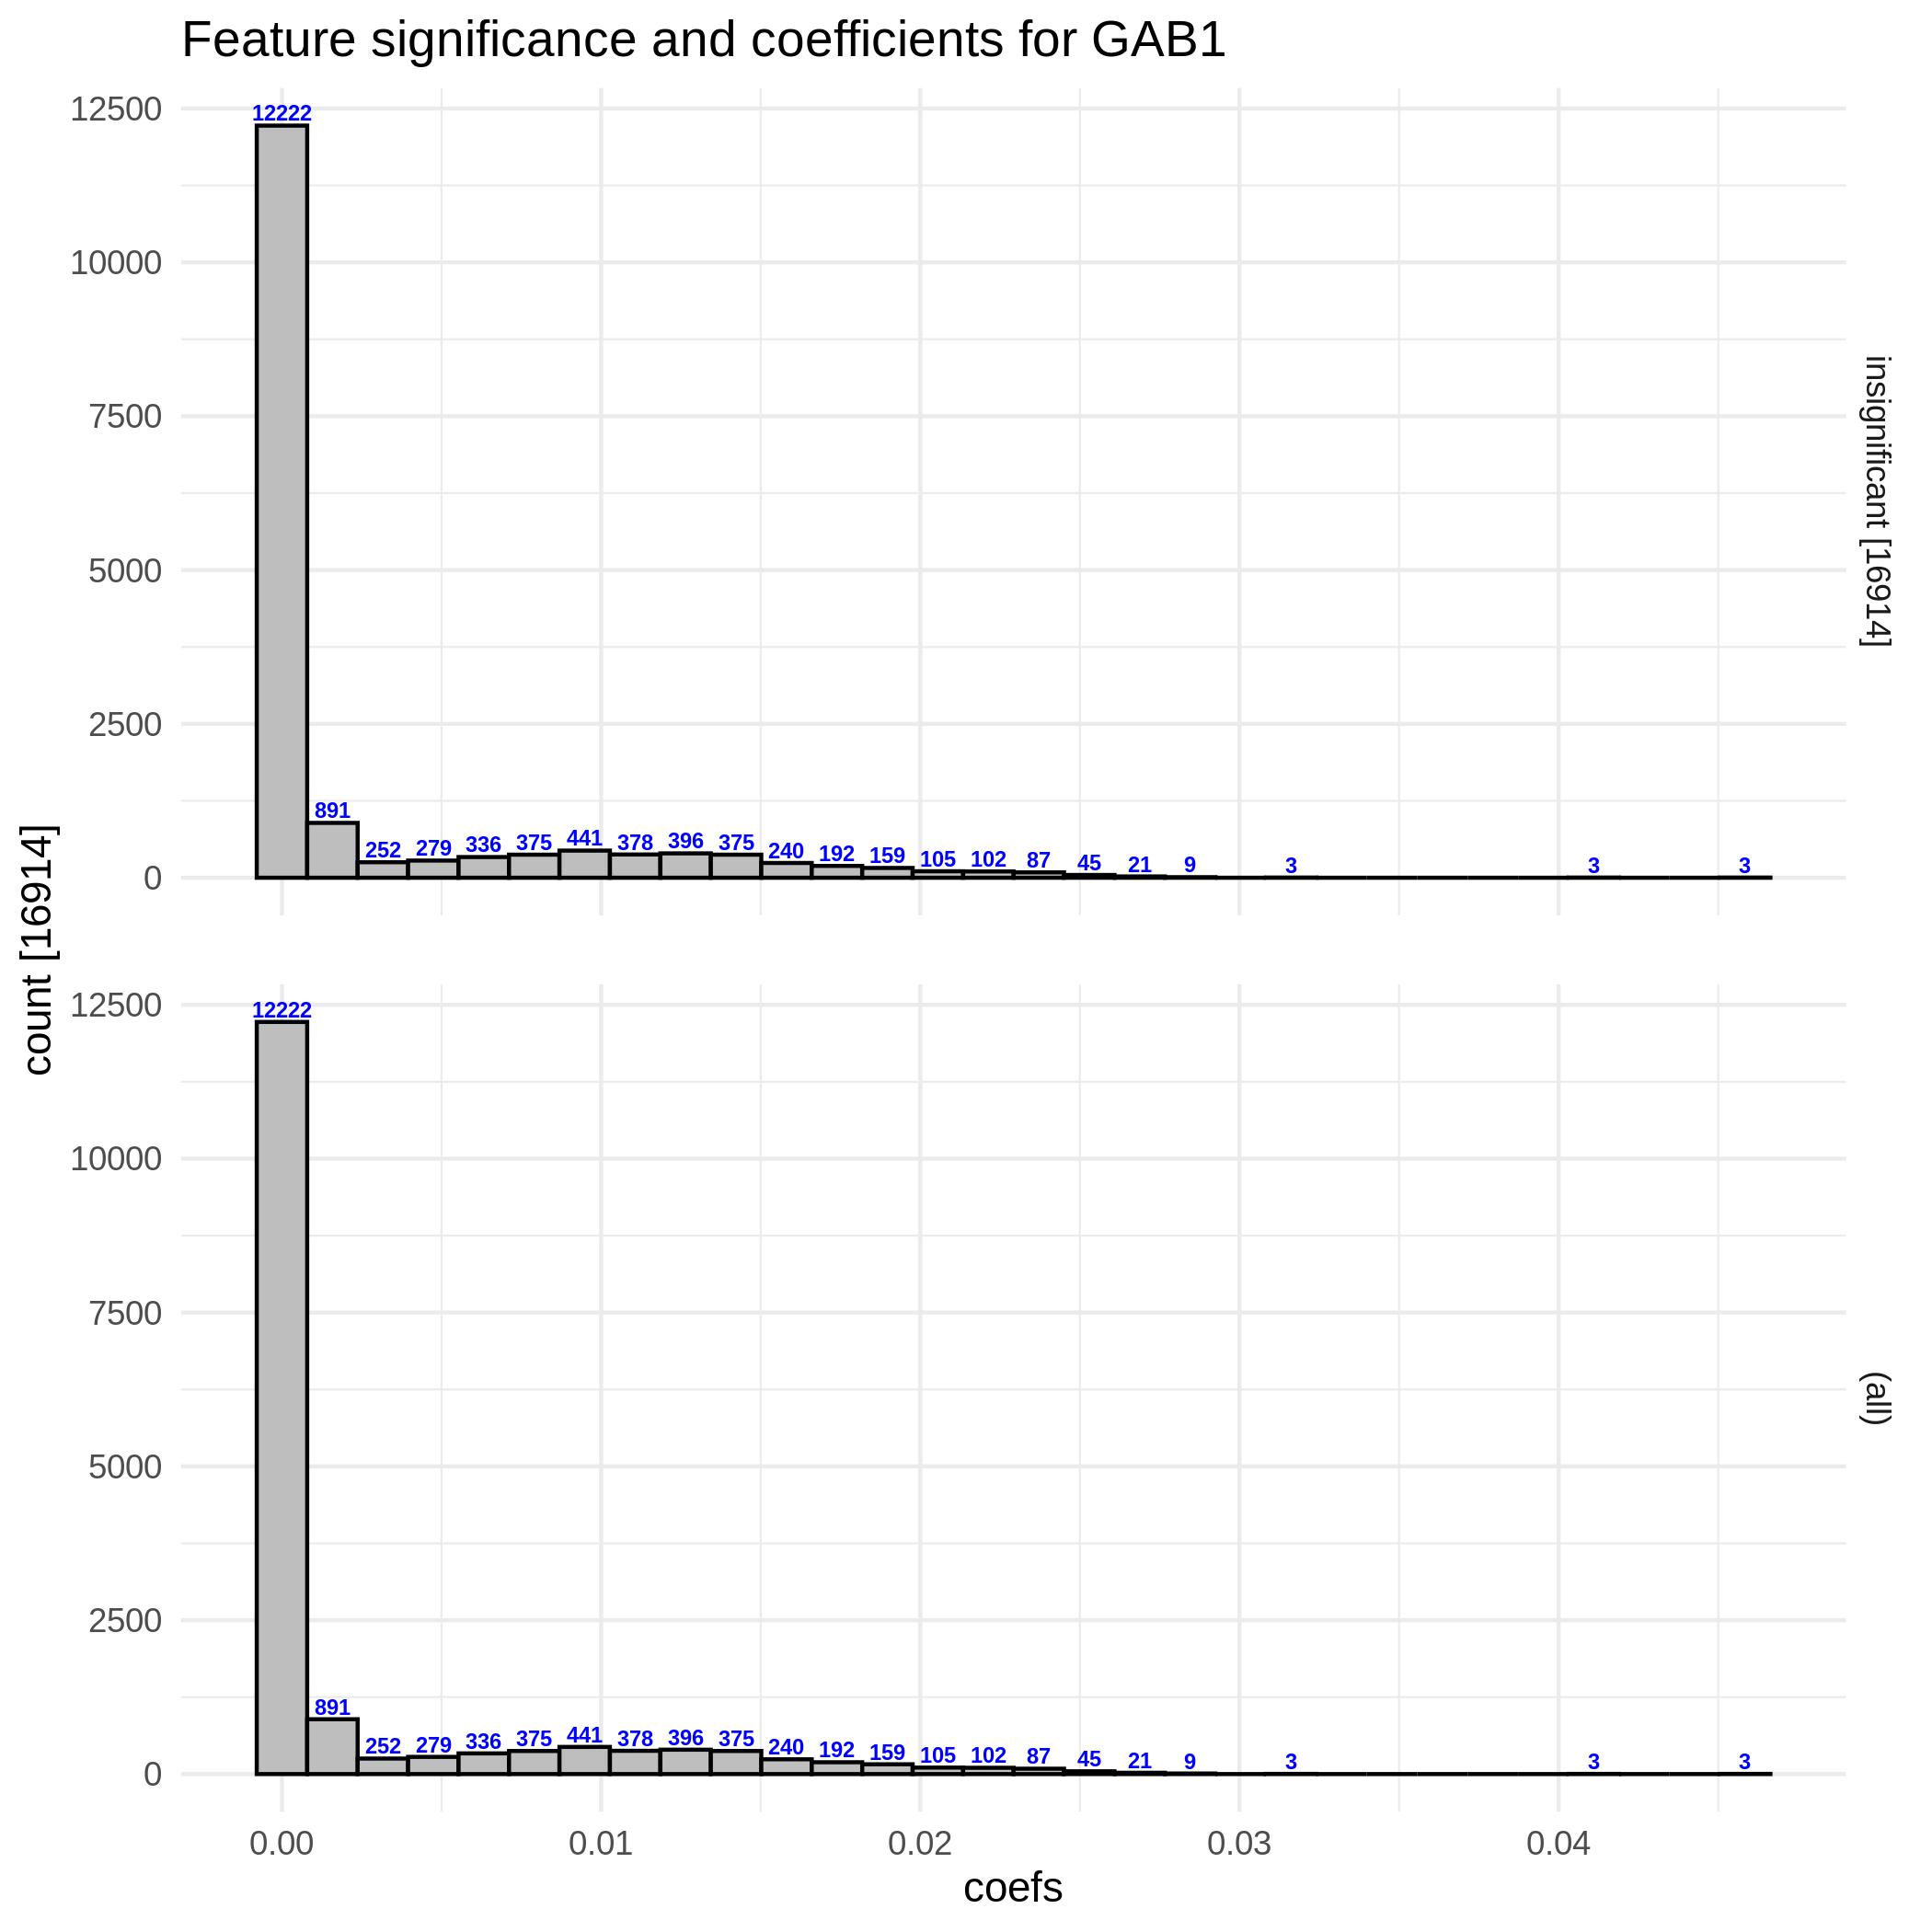 Feature significance and coefficients for GAB1
count [16914]
12500
10000
7500
5000
2500
0
12222
891
252 279 336 375 441 378 396 375 240 192 159 105 102 87 45 21 9 3 3 3
insignificant [16914]
12500
10000
7500
5000
2500
0
12222
891
252 279 336 375 441 378 396 375 240 192 159 105 102 87 45 21 9 3 3 3
(all)
0.00 0.01 0.02 0.03 0.04
coefs